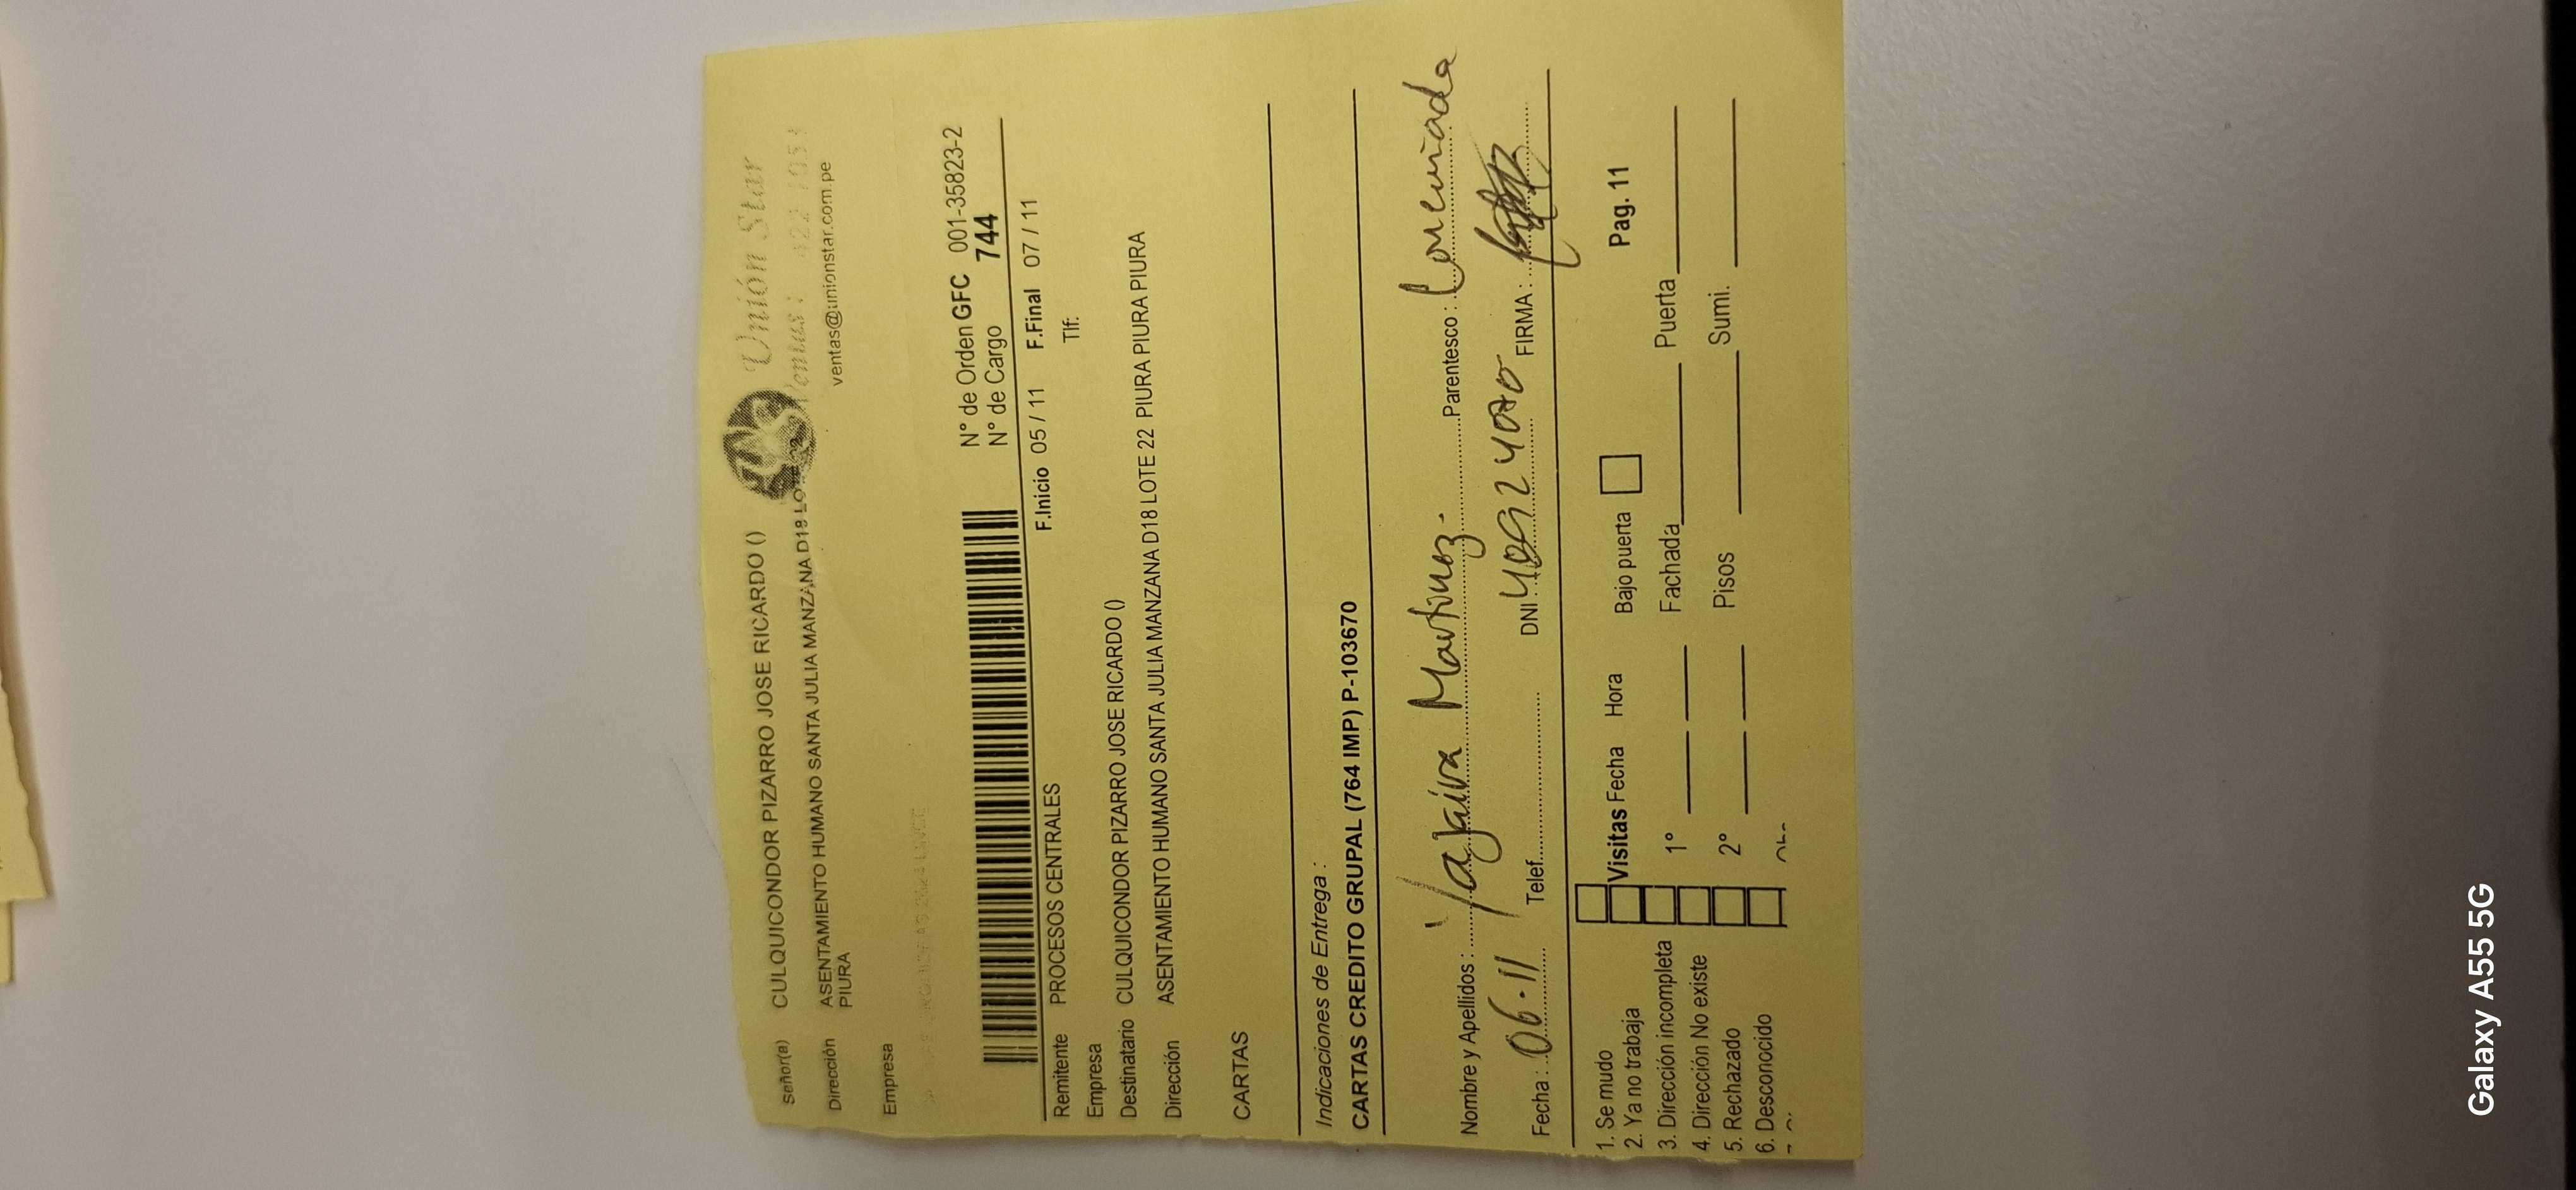 Señor(a) CULQUICONDOR PIZARRO JOSE RICARDO ()
Unión Star
Dirección ASENTAMIENTO HUMANO SANTA JULIA MANZANA D18
PIURA
ventas@unionstar.com.pe
Empresa
N° de Orden GFC 001-35823-2
N° de Cargo 744
F.Inicio 05 / 11 F.Final 07 / 11
Remitente PROCESOS CENTRALES Tlf:
Empresa
Destinatario CULQUICONDOR PIZARRO JOSE RICARDO ()
Dirección ASENTAMIENTO HUMANO SANTA JULIA MANZANA D18 LOTE 22 PIURA PIURA PIURA
CARTAS
Indicaciones de Entrega :
CARTAS CREDITO GRUPAL (764 IMP) P-103670
Nombre y Apellidos : Yajaira Martinez. Parentesco :
Fecha : 06.11 Telef. DNI FIRMA :
1. Se mudo
2. Ya no trabaja Visitas Fecha Hora Bajo puerta Pag. 11
3. Dirección incompleta 1° Fachada Puerta
4. Dirección No existe
5. Rechazado 2° Pisos Sumi.
6. Desconocido
Galaxy A55 5G